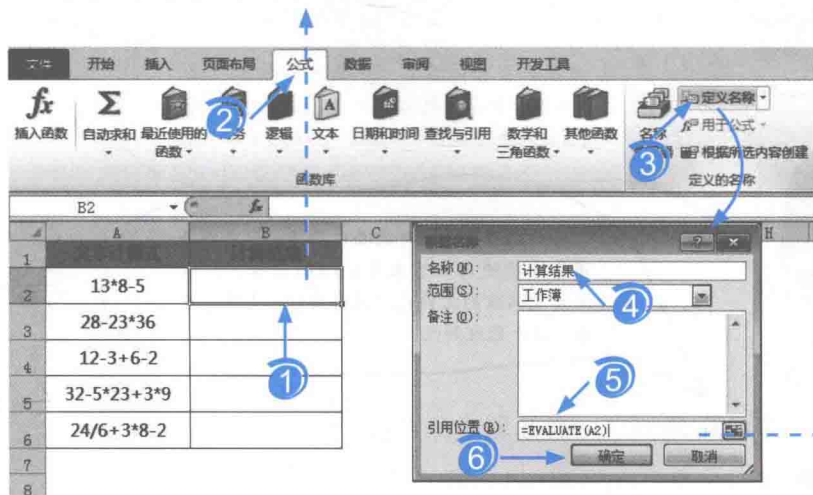 文件 开始 插入 页面布局 公式 数据 审阅 视图 开发工具
② 
插入函数 自动求和 最近使用的函数 逻辑 文本 日期和时间 查找与引用 数学和三角函数 其他函数 名称 定义名称
用于公式
③ 根据所选内容创建
函数库 定义的名称
B2 fx
A B C H
1
2 13*8-5
3 28-23*36
4 12-3+6-2
5 32-5*23+3*9
6 24/6+3*8-2
7
8
①
名称(N): 计算结果
④
范围(S): 工作簿
备注(O):
⑤
引用位置(R): =EVALUATE(A2)
⑥ 确定 取消